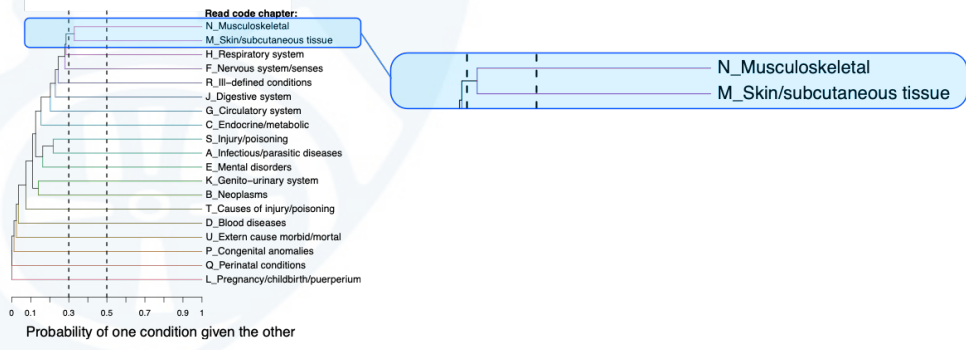 Read code chapter:
N_Musculoskeletal
M_Skin/subcutaneous tissue
H_Respiratory system
F_Nervous system/senses
R_Ill−defined conditions
J_Digestive system
G_Circulatory system
C_Endocrine/metabolic
S_Injury/poisoning
A_Infectious/parasitic diseases
E_Mental disorders
K_Genito−urinary system
B_Neoplasms
T_Causes of injury/poisoning
D_Blood diseases
U_Extern cause morbid/mortal
P_Congenital anomalies
Q_Perinatal conditions
L_Pregnancy/childbirth/puerperium
0 0.1 0.3 0.5 0.7 0.9 1
Probability of one condition given the other
N_Musculoskeletal
M_Skin/subcutaneous tissue